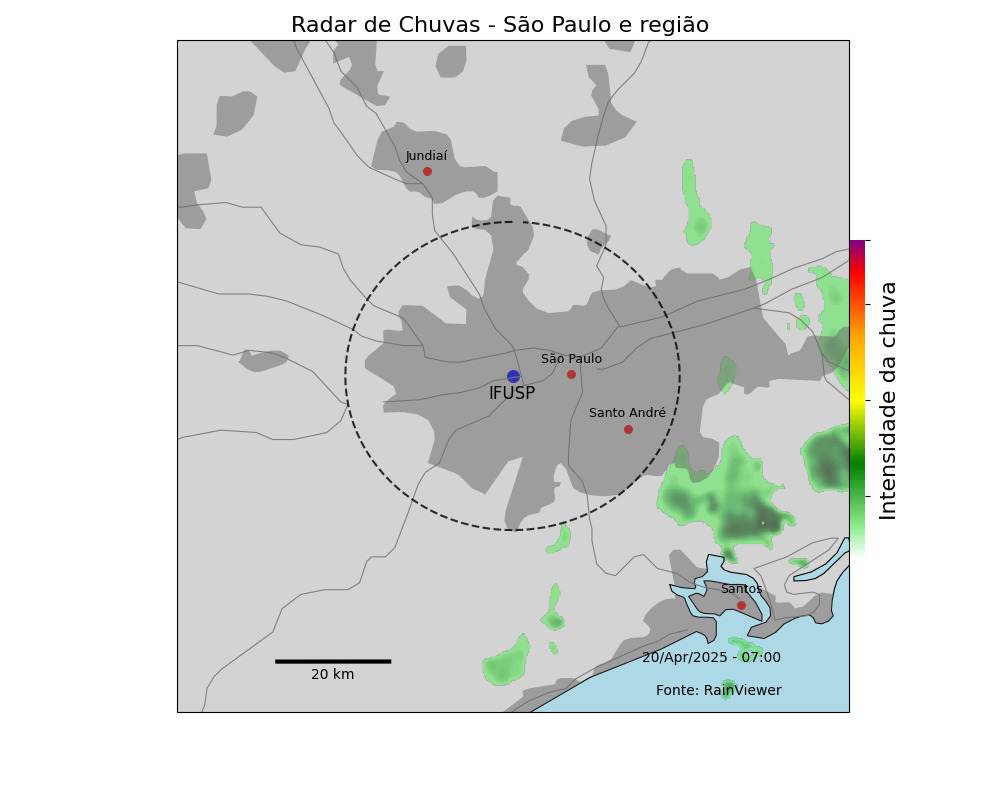 Radar de Chuvas - São Paulo e região
Jundiaí
São Paulo
IFUSP
Santo André
Intensidade da chuva
Santos
20/Apr/2025 - 07:00
20 km
Fonte: RainViewer